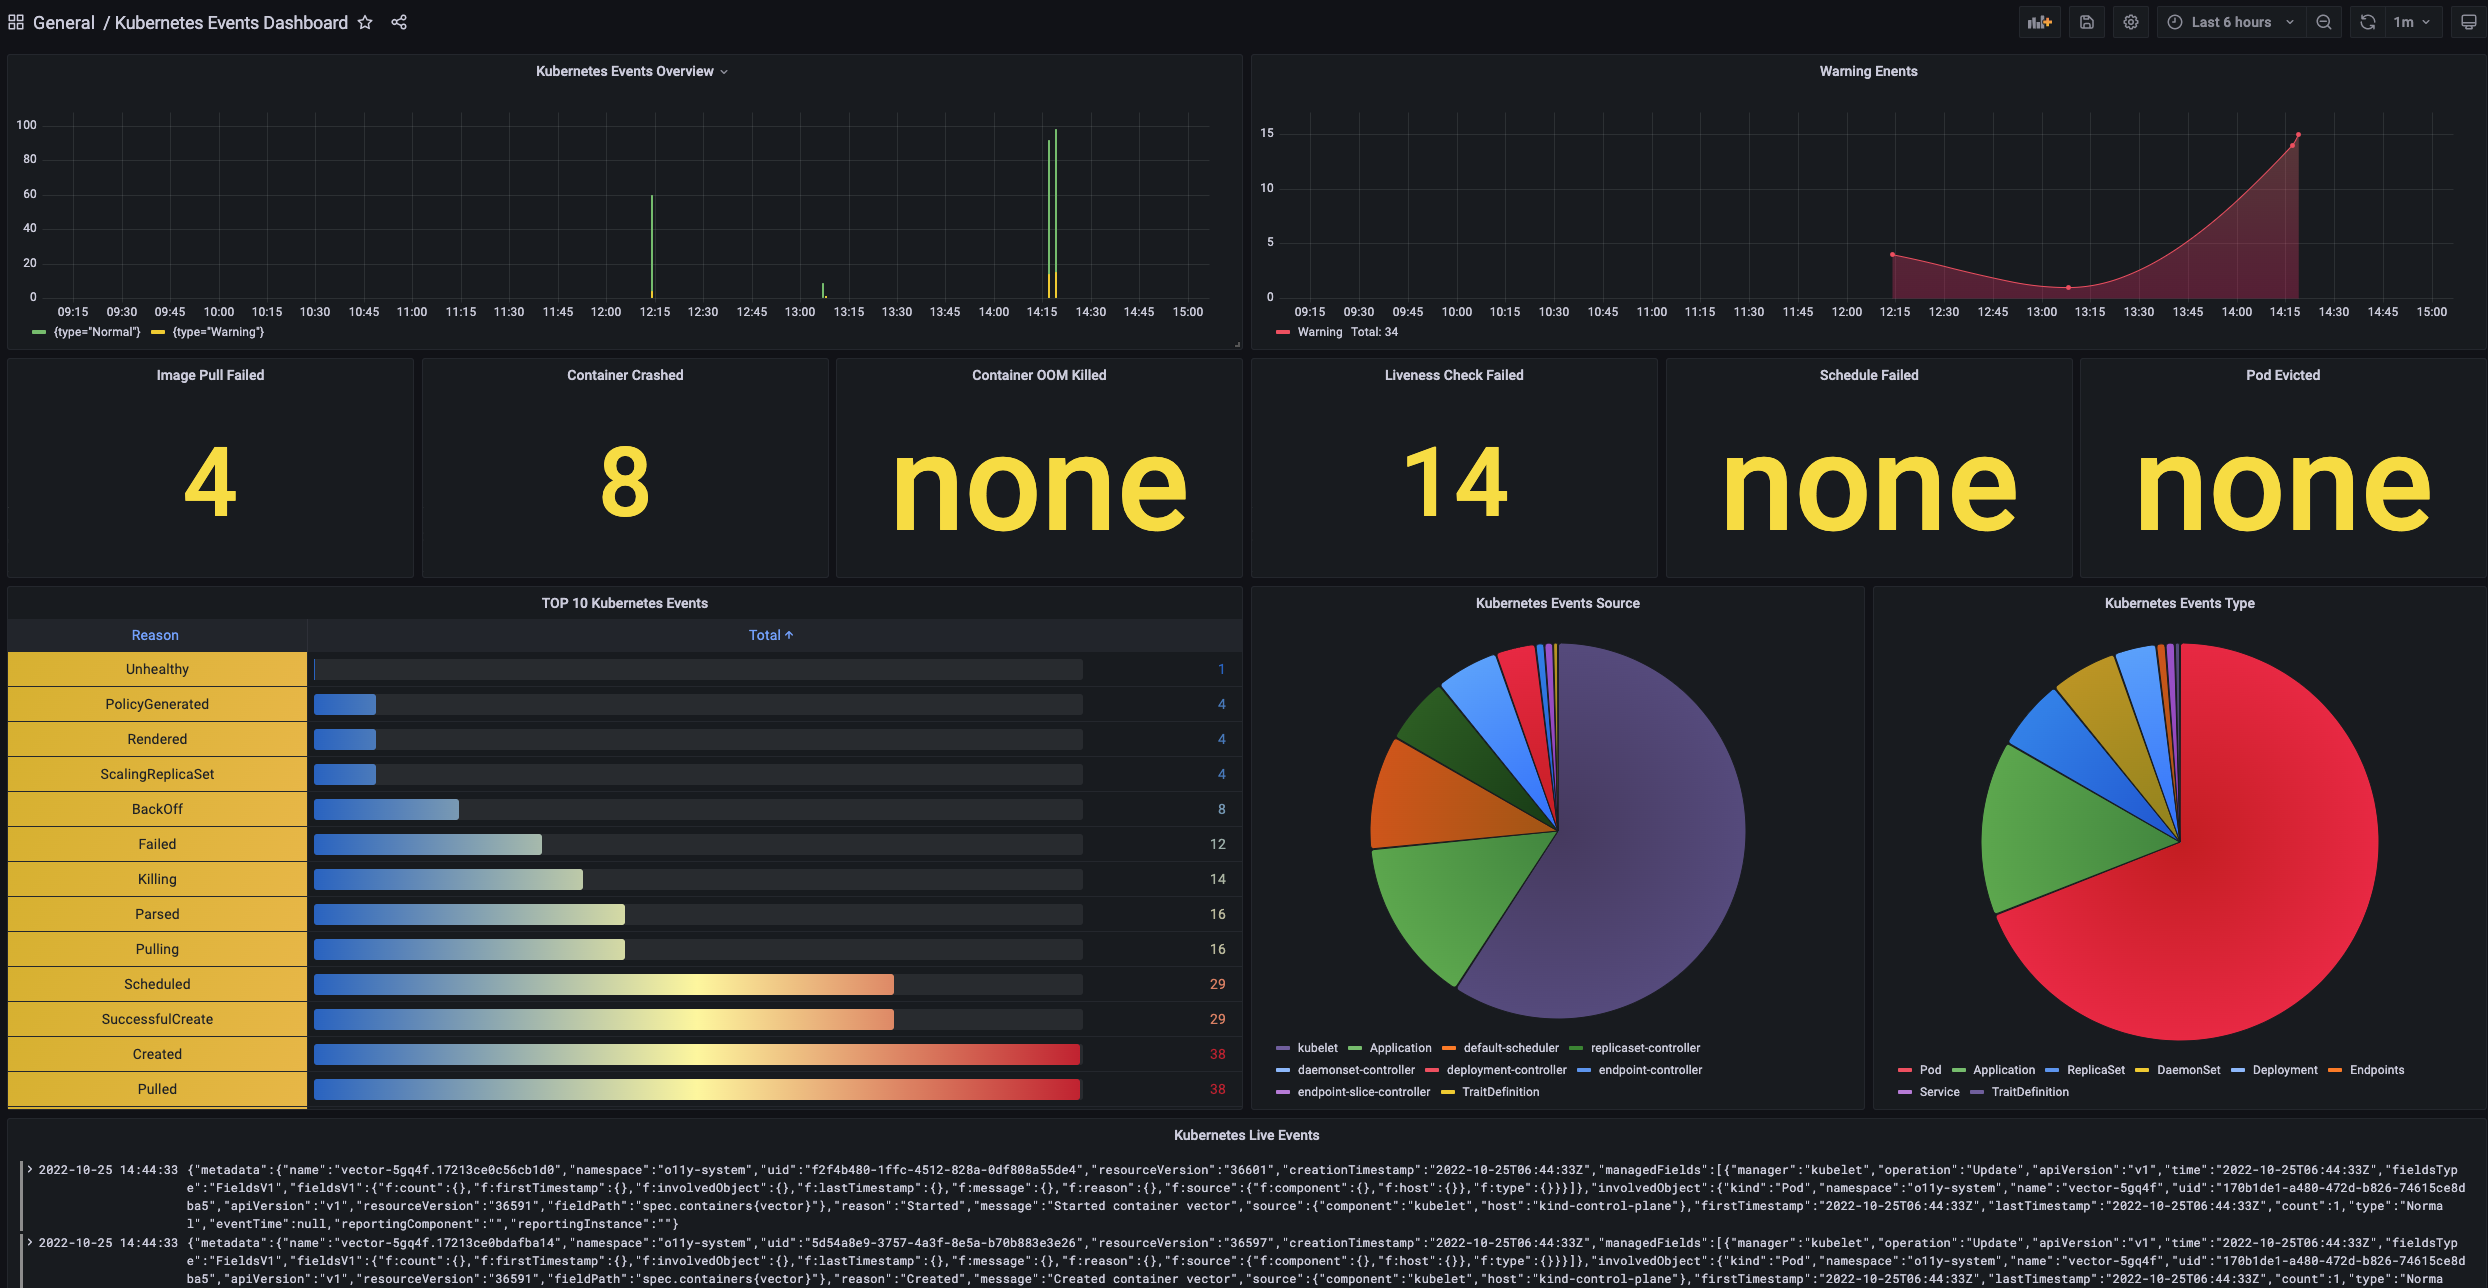 General / Kubernetes Events Dashboard
Last 6 hours
1m
Kubernetes Events Overview
100
80
60
40
20
0
09:15 09:30 09:45 10:00 10:15 10:30 10:45 11:00 11:15 11:30 11:45 12:00 12:15 12:30 12:45 13:00 13:15 13:30 13:45 14:00 14:15 14:30 14:45 15:00
{type="Normal"} {type="Warning"}
Warning Enents
15
10
5
0
09:15 09:30 09:45 10:00 10:15 10:30 10:45 11:00 11:15 11:30 11:45 12:00 12:15 12:30 12:45 13:00 13:15 13:30 13:45 14:00 14:15 14:30 14:45 15:00
Warning Total: 34
Image Pull Failed
4
Container Crashed
8
Container OOM Killed
none
Liveness Check Failed
14
Schedule Failed
none
Pod Evicted
none
TOP 10 Kubernetes Events
Reason Total
Unhealthy 1
PolicyGenerated 4
Rendered 4
ScalingReplicaSet 4
BackOff 8
Failed 12
Killing 14
Parsed 16
Pulling 16
Scheduled 29
SuccessfulCreate 29
Created 38
Pulled 38
Kubernetes Events Source
kubelet Application default-scheduler replicaset-controller
daemonset-controller deployment-controller endpoint-controller
endpoint-slice-controller TraitDefinition
Kubernetes Events Type
Pod Application ReplicaSet DaemonSet Deployment Endpoints
Service TraitDefinition
Kubernetes Live Events
2022-10-25 14:44:33 {"metadata":{"name":"vector-5gq4f.17213ce0c56cb1d0","namespace":"o11y-system","uid":"f2f4b480-1ffc-4512-828a-0df808a55de4","resourceVersion":"36601","creationTimestamp":"2022-10-25T06:44:33Z","managedFields":[{"manager":"kubelet","operation":"Update","apiVersion":"v1","time":"2022-10-25T06:44:33Z","fieldsTyp
e":"FieldsV1","fieldsV1":{"f:count":{},"f:firstTimestamp":{},"f:involvedObject":{},"f:lastTimestamp":{},"f:message":{},"f:reason":{},"f:source":{"f:component":{},"f:host":{}},"f:type":{}}}]},"involvedObject":{"kind":"Pod","namespace":"o11y-system","name":"vector-5gq4f","uid":"170b1de1-a480-472d-b826-74615ce8d
ba5","apiVersion":"v1","resourceVersion":"36591","fieldPath":"spec.containers{vector}"},"reason":"Started","message":"Started container vector","source":{"component":"kubelet","host":"kind-control-plane"},"firstTimestamp":"2022-10-25T06:44:33Z","lastTimestamp":"2022-10-25T06:44:33Z","count":1,"type":"Norma
l","eventTime":null,"reportingComponent":"","reportingInstance":""}
2022-10-25 14:44:33 {"metadata":{"name":"vector-5gq4f.17213ce0bdafba14","namespace":"o11y-system","uid":"5d54a8e9-3757-4a3f-8e5a-b70b883e3e26","resourceVersion":"36597","creationTimestamp":"2022-10-25T06:44:33Z","managedFields":[{"manager":"kubelet","operation":"Update","apiVersion":"v1","time":"2022-10-25T06:44:33Z","fieldsTyp
e":"FieldsV1","fieldsV1":{"f:count":{},"f:firstTimestamp":{},"f:involvedObject":{},"f:lastTimestamp":{},"f:message":{},"f:reason":{},"f:source":{"f:component":{},"f:host":{}},"f:type":{}}}]},"involvedObject":{"kind":"Pod","namespace":"o11y-system","name":"vector-5gq4f","uid":"170b1de1-a480-472d-b826-74615ce8d
ba5","apiVersion":"v1","resourceVersion":"36591","fieldPath":"spec.containers{vector}"},"reason":"Created","message":"Created container vector","source":{"component":"kubelet","host":"kind-control-plane"},"firstTimestamp":"2022-10-25T06:44:33Z","lastTimestamp":"2022-10-25T06:44:33Z","count":1,"type":"Norma